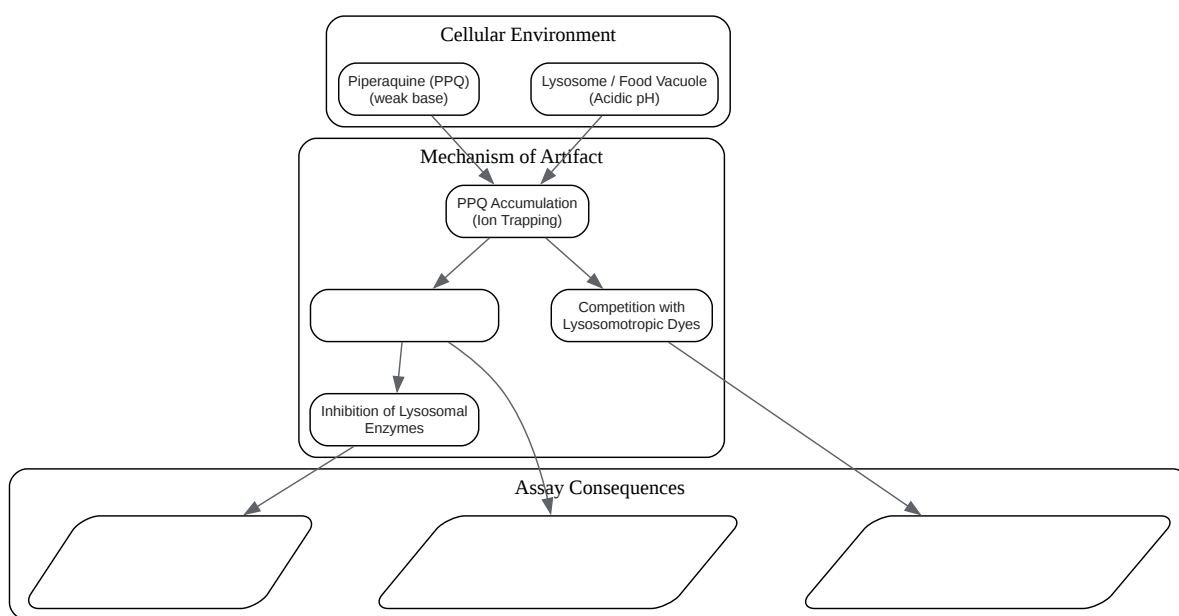 Cellular Environment
Piperaquine (PPQ)
(weak base)
Lysosome / Food Vacuole
(Acidic pH)
Mechanism of Artifact
PPQ Accumulation
(Ion Trapping)
Competition with
Lysosomotropic Dyes
Inhibition of Lysosomal
Enzymes
Assay Consequences